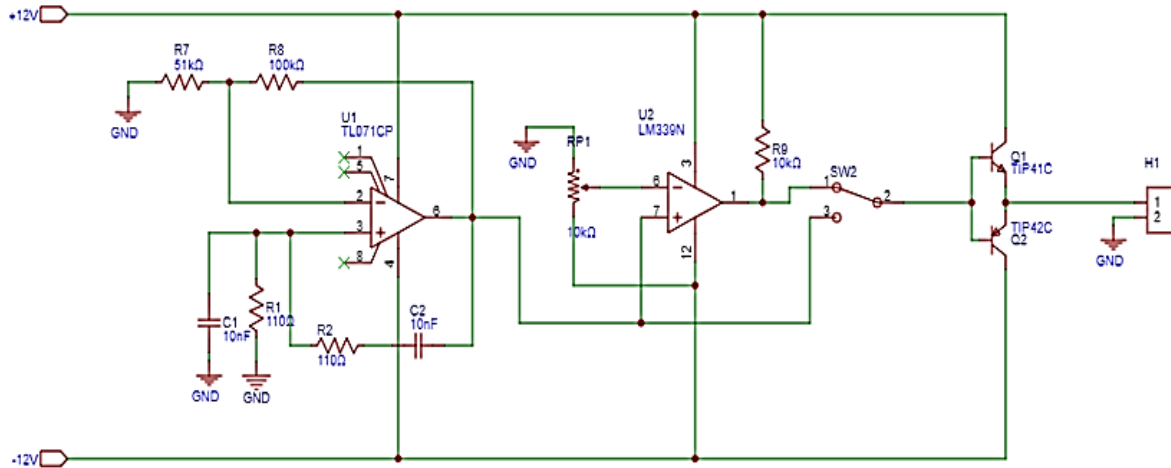 +12V
R7
51kΩ
R8
100kΩ
GND
U1
TL071CP
1
5
7
2
6
3
8
4
C1
10nF
R1
110Ω
R2
110Ω
C2
10nF
GND
GND
GND
RP1
10kΩ
U2
LM339N
3
6
1
7
12
R9
10kΩ
SW2
1
2
3
Q1
TIP41C
TIP42C
Q2
H1
1
2
GND
-12V